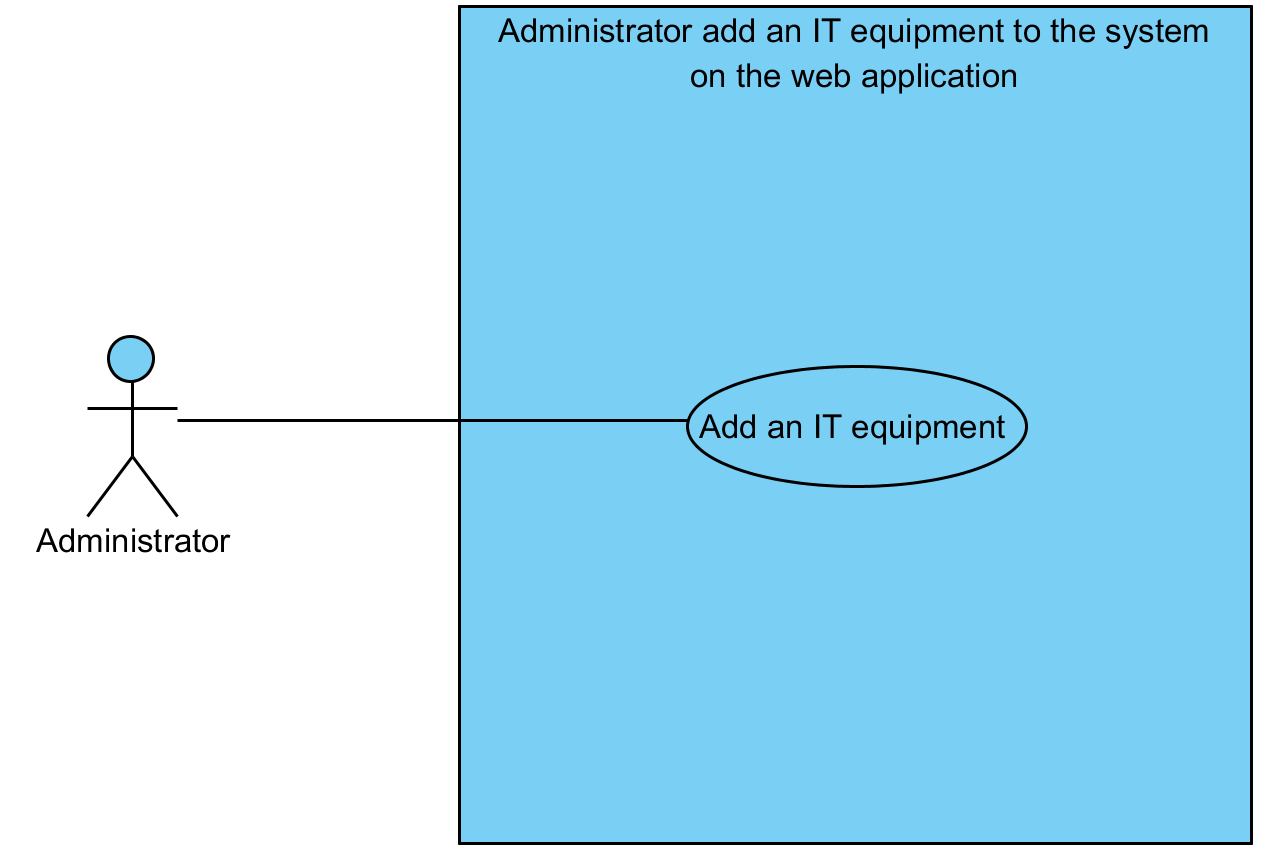 Administrator add an IT equipment to the system
on the web application
Add an IT equipment
Administrator